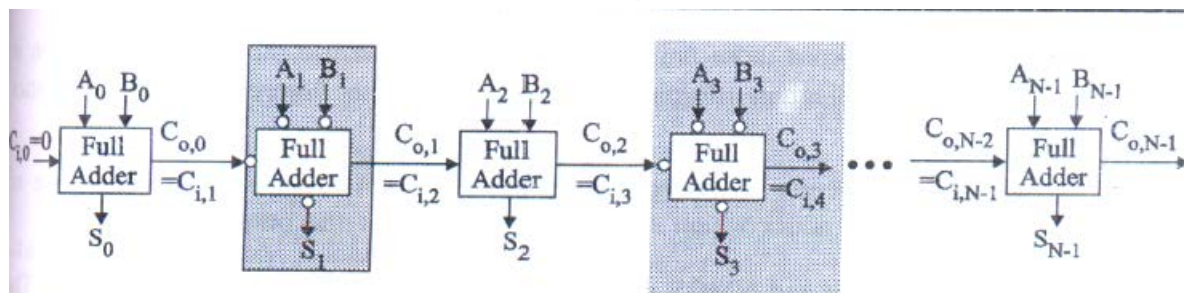 A0 B0
A1 Bi
A2 B2
A3 B3
AN-1 BN-1
Ci,0=0
Full
Adder
Co,0
=Ci,1
Full
Adder
Co,1
=Ci,2
Full
Adder
Co,2
=Ci,3
Full
Adder
Co,3
=Ci,4
•••
Co,N-2
=Ci,N-1
Full
Adder
Co,N-1
S0
S1
S2
S3
SN-1